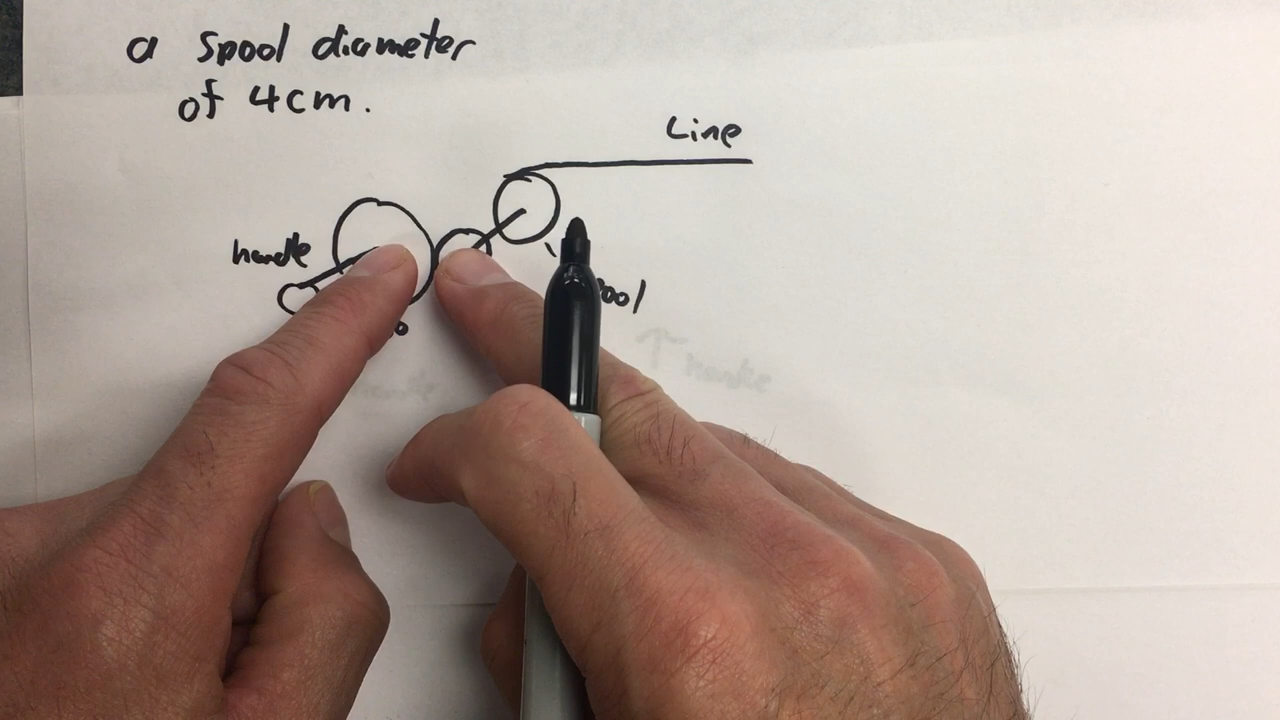 a spool diameter
of 4cm.
Line
handle